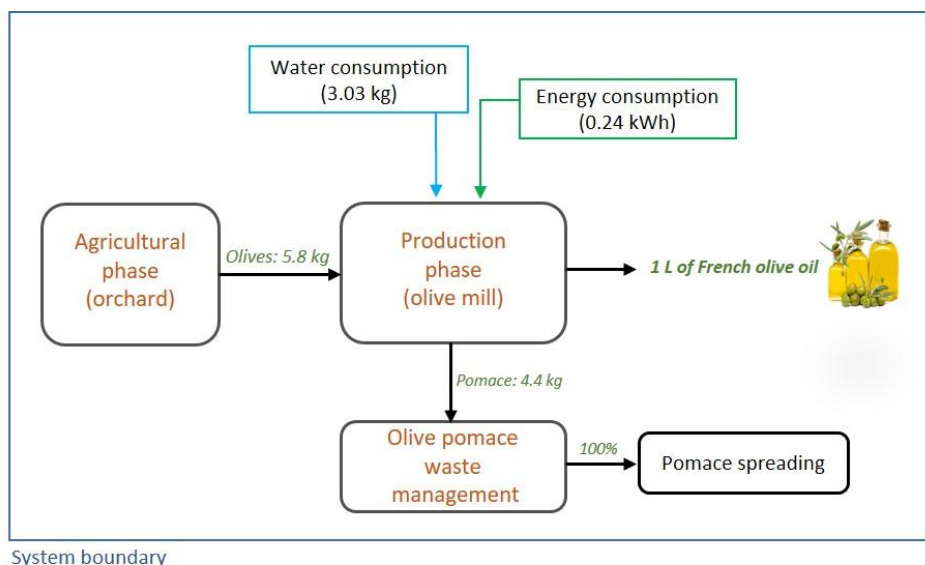 Water consumption
(3.03 kg)
Energy consumption
(0.24 kWh)
Agricultural
phase
(orchard)
Olives: 5.8 kg
Production
phase
(olive mill)
1 L of French olive oil
Pomace: 4.4 kg
Olive pomace
waste
management
100%
Pomace spreading
System boundary